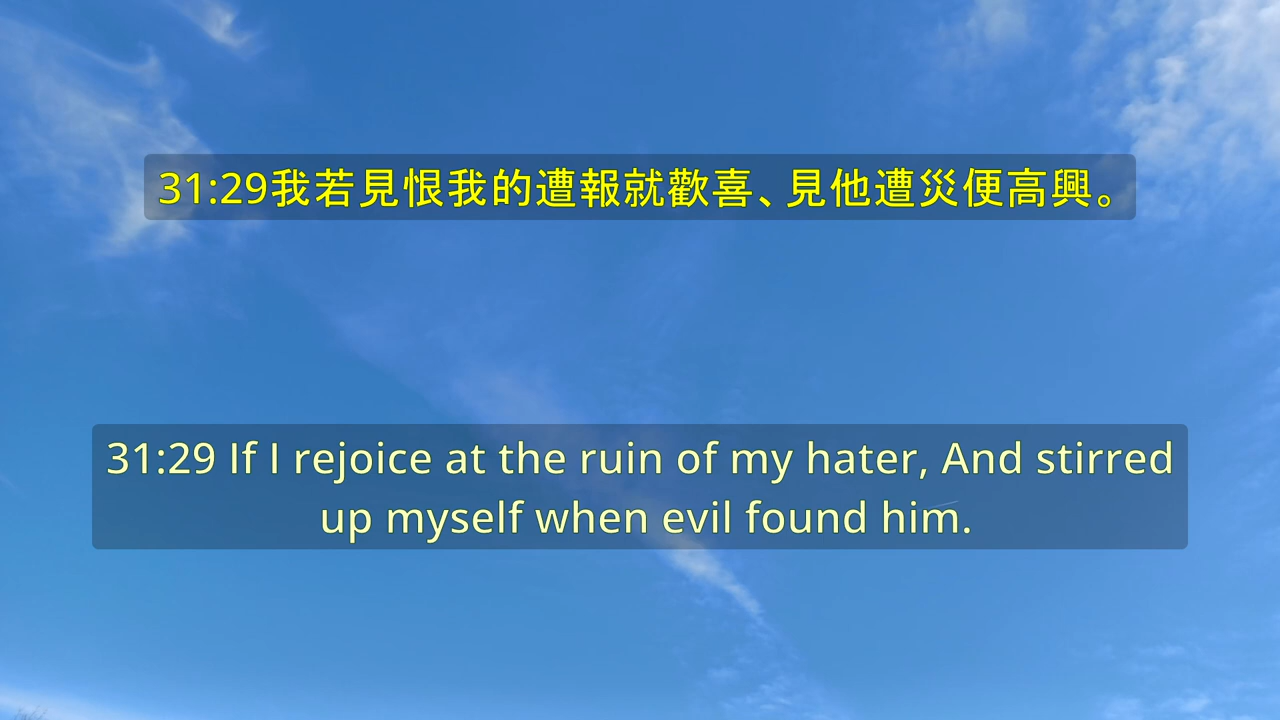 31:29我若見恨我的遭報就歡喜、見他遭災便高興。
31:29 If I rejoice at the ruin of my hater, And stirred
up myself when evil found him.